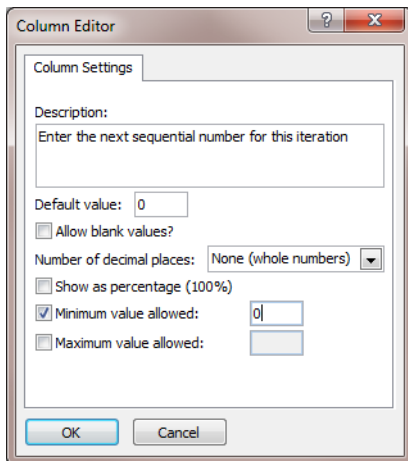 Column Editor
?
Column Settings
Description:
Enter the next sequential number for this iteration
Default value: 0
Allow blank values?
Number of decimal places: None (whole numbers)
Show as percentage (100%)
Minimum value allowed: 0
Maximum value allowed:
OK Cancel